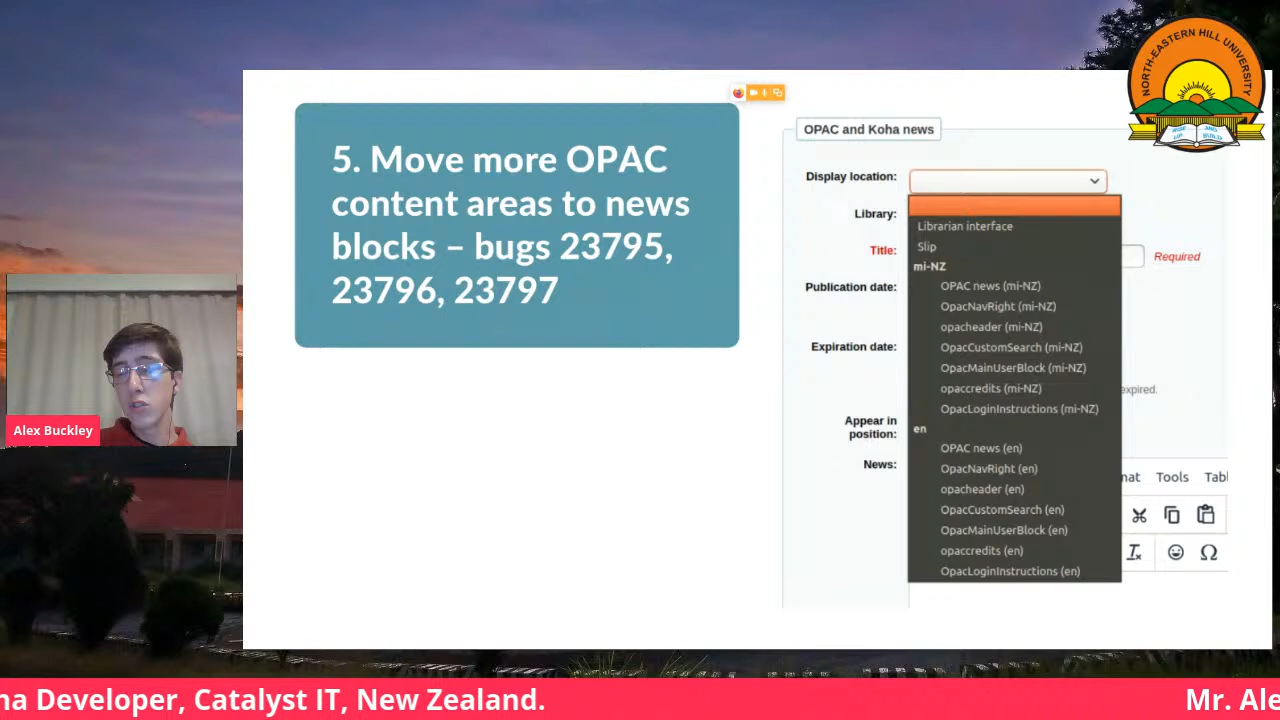 NORTH-EASTERN HILL UNIVERSITY
5. Move more OPAC
content areas to news
blocks – bugs 23795,
23796, 23797
OPAC and Koha news
Display location:
Library:
Title:
Required
Publication date:
Expiration date:
expired.
Appear in
position:
News:
Librarian interface
Slip
mi-NZ
OPAC news (mi-NZ)
OpacNavRight (mi-NZ)
opacheader (mi-NZ)
OpacCustomSearch (mi-NZ)
OpacMainUserBlock (mi-NZ)
opaccredits (mi-NZ)
OpacLoginInstructions (mi-NZ)
en
OPAC news (en)
OpacNavRight (en)
opacheader (en)
OpacCustomSearch (en)
OpacMainUserBlock (en)
opaccredits (en)
OpacLoginInstructions (en)
mat Tools Tabl
Alex Buckley
na Developer, Catalyst IT, New Zealand. Mr. Ale